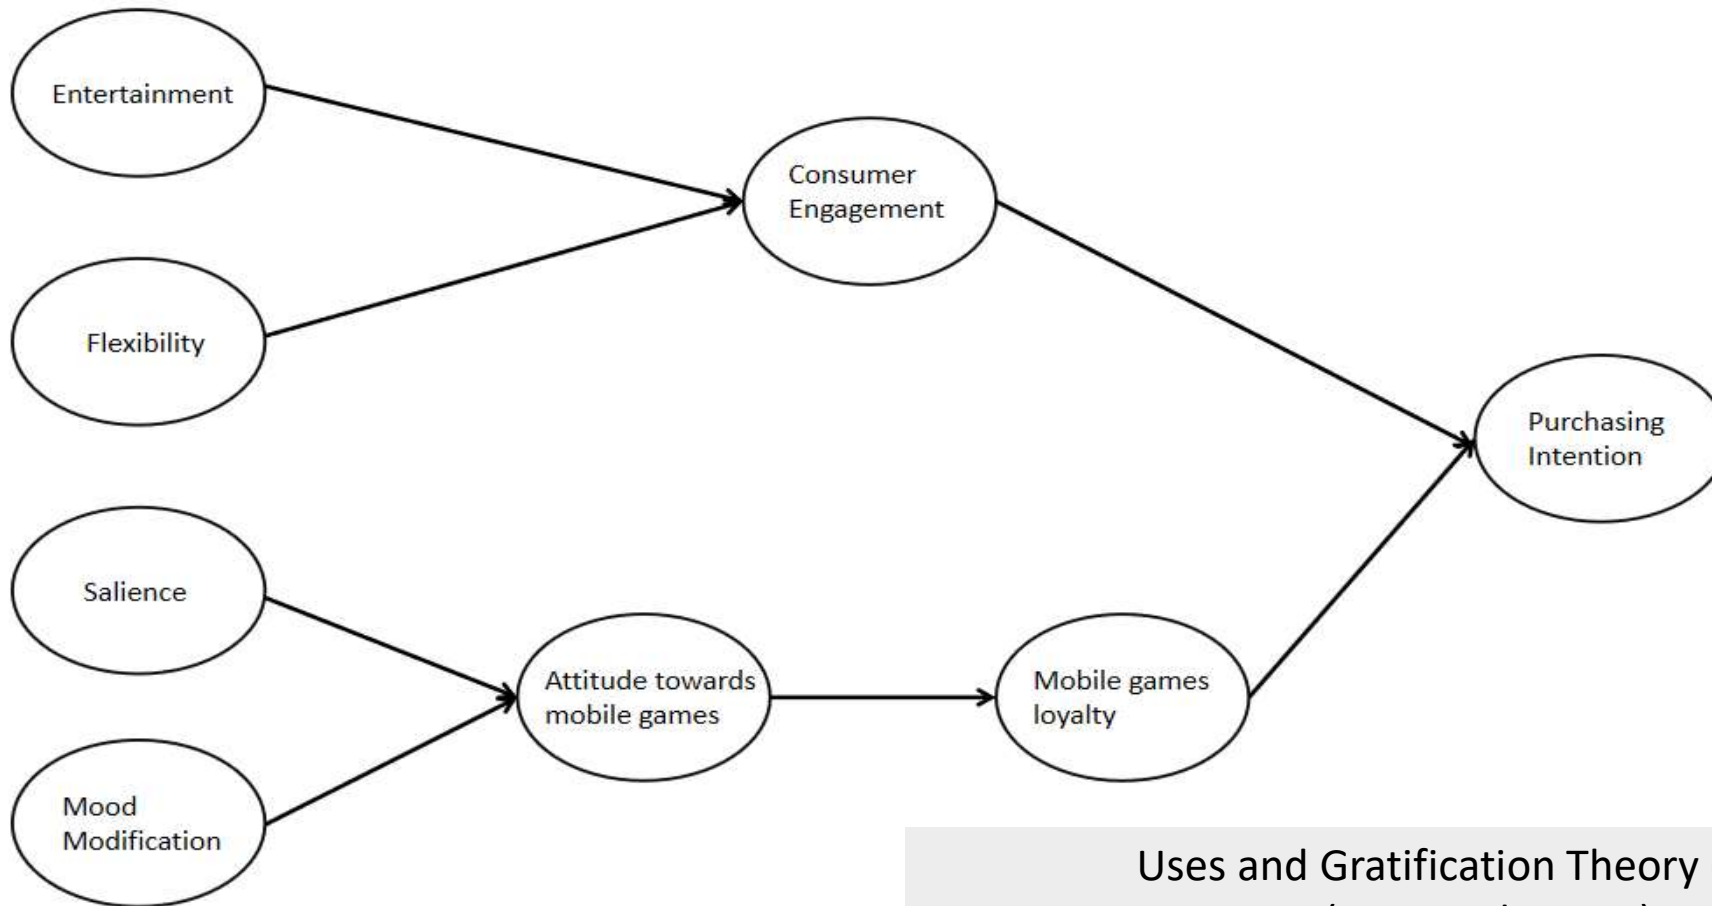 Entertainment
Consumer
Engagement
Flexibility
Purchasing
Intention
Salience
Attitude towards
mobile games
Mobile games
loyalty
Mood
Modification
Uses and Gratification Theory